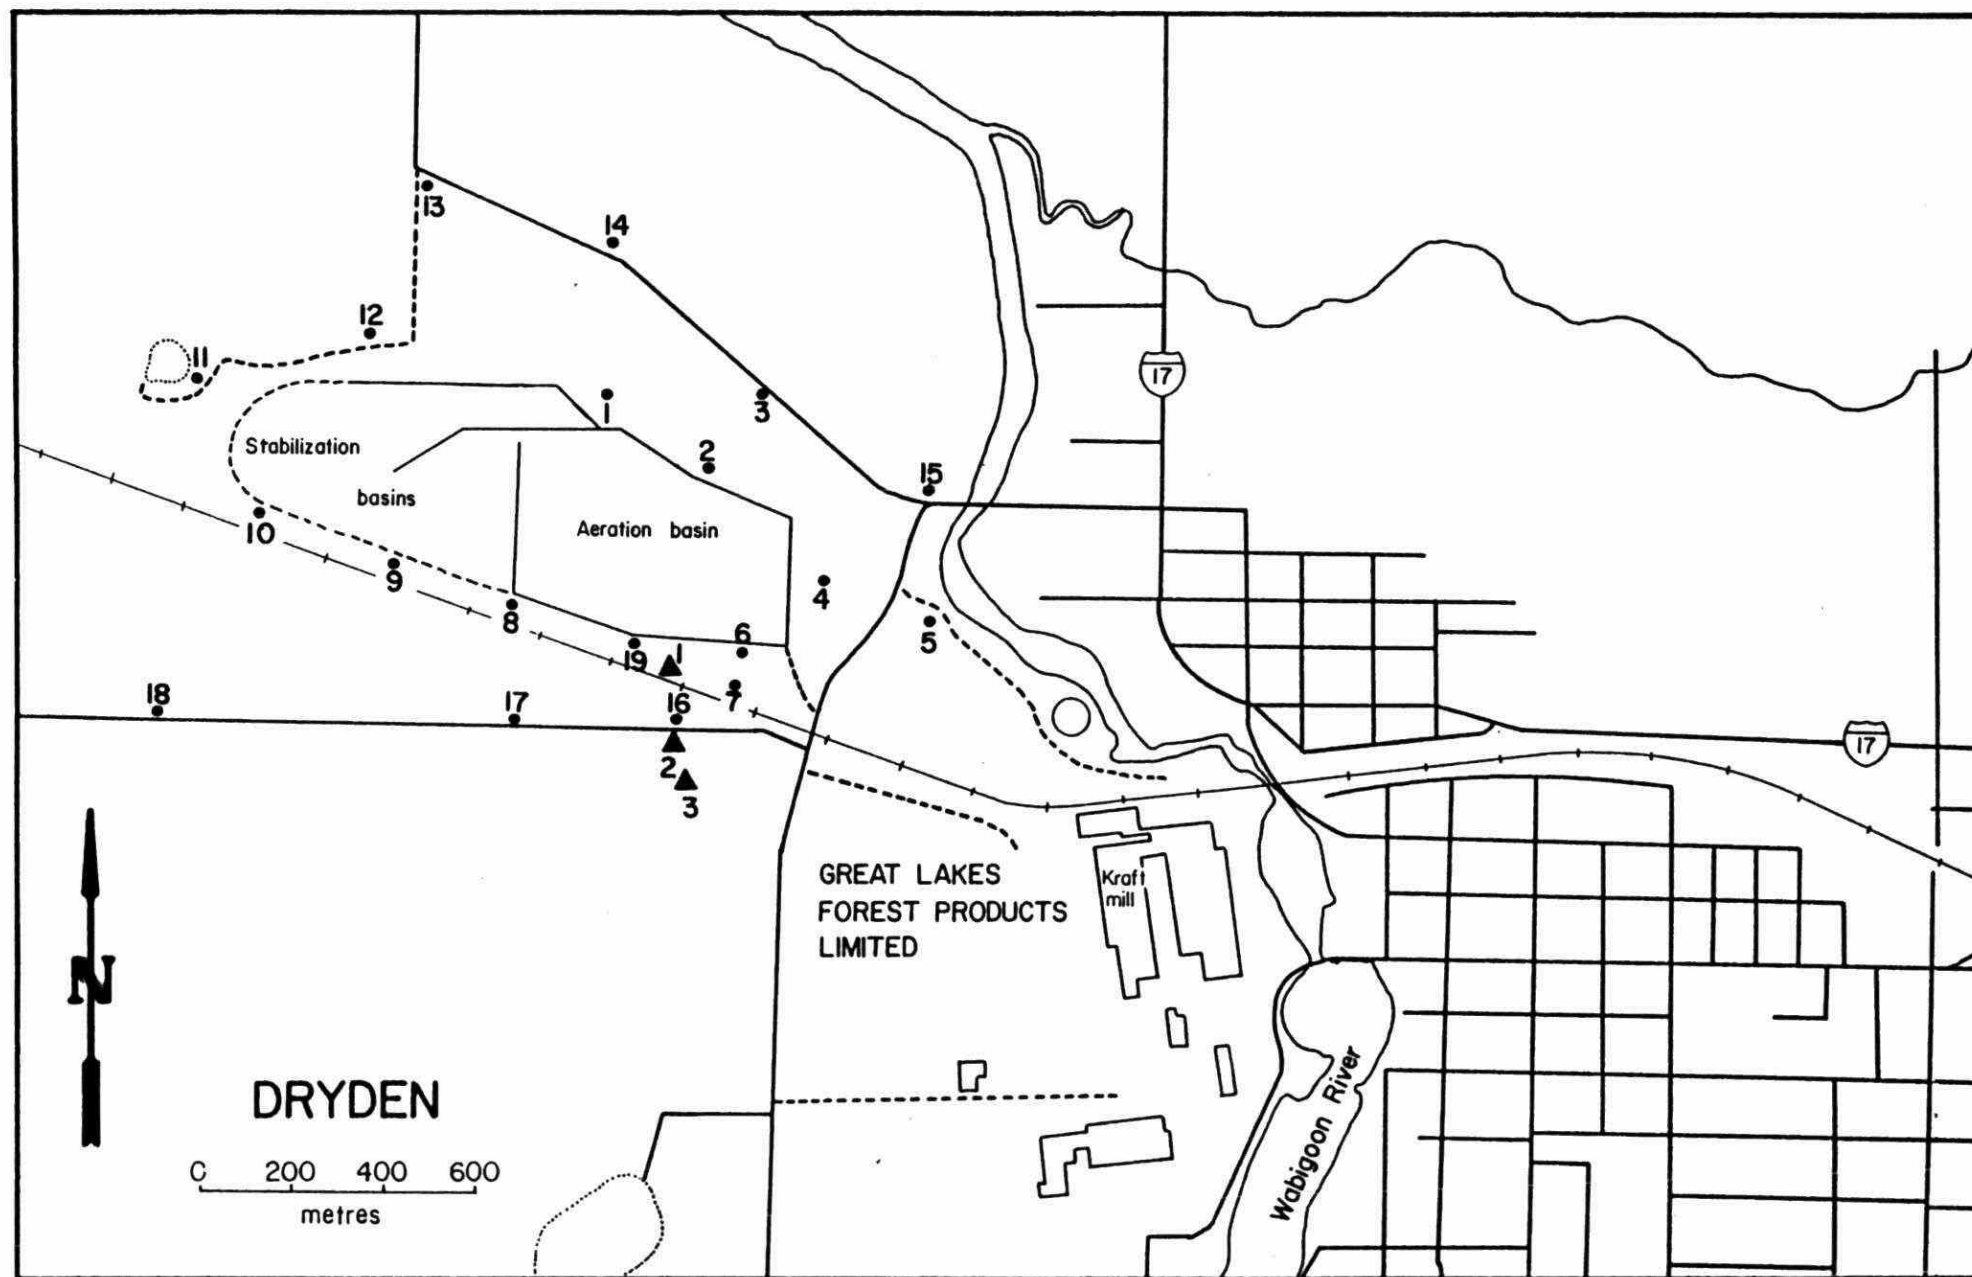 13
14
12
11
17
1
3
Stabilization
2
15
basins
Aeration basin
10
9
4
8
6
5
19
1
18
17
16
7
17
2
3
GREAT LAKES
FOREST PRODUCTS
LIMITED
Kraft
mill
N
DRYDEN
Wabigoon River
0 200 400 600
metres